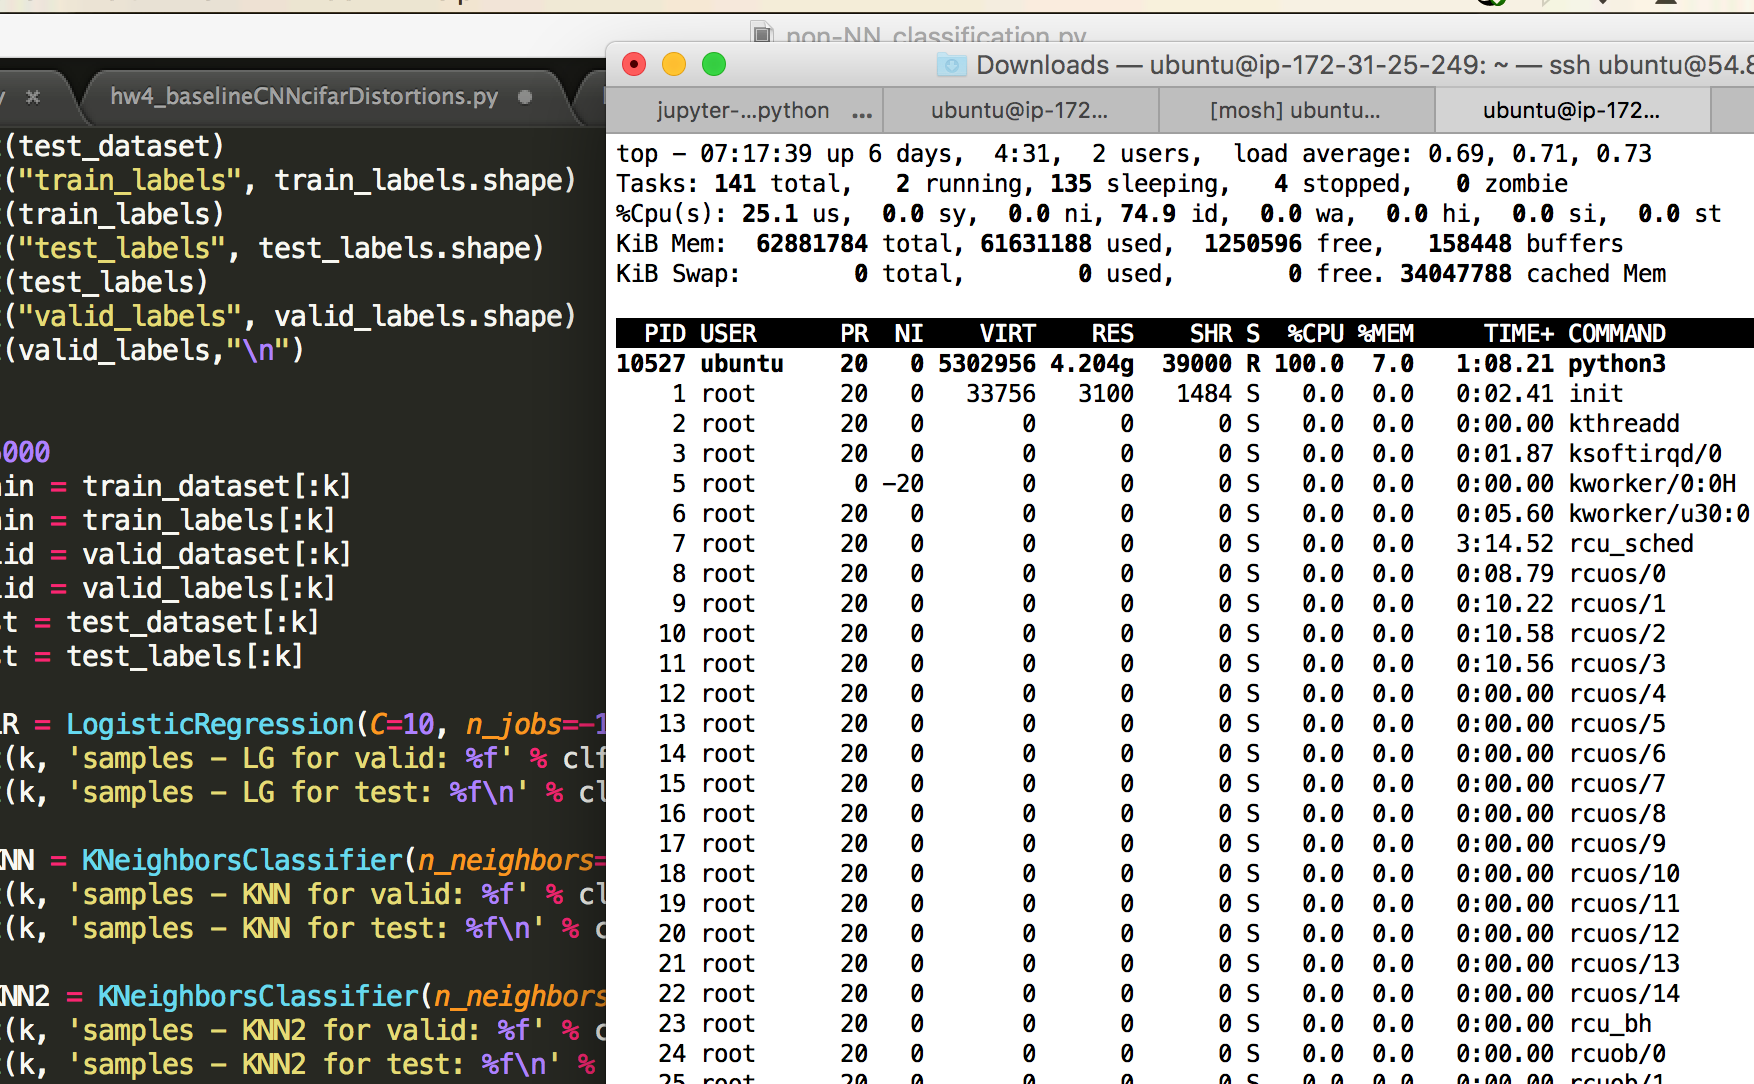 non-NN_classification.py
hw4_baselineCNNcifarDistortions.py
(test_dataset)
("train_labels", train_labels.shape)
(train_labels)
("test_labels", test_labels.shape)
(test_labels)
("valid_labels", valid_labels.shape)
(valid_labels,"\n")
000
in = train_dataset[:k]
in = train_labels[:k]
id = valid_dataset[:k]
id = valid_labels[:k]
t = test_dataset[:k]
t = test_labels[:k]
R = LogisticRegression(C=10, n_jobs=-1
(k, 'samples - LG for valid: %f' % clf
(k, 'samples - LG for test: %f\n' % cl
NN = KNeighborsClassifier(n_neighbors=
(k, 'samples - KNN for valid: %f' % cl
(k, 'samples - KNN for test: %f\n' % c
NN2 = KNeighborsClassifier(n_neighbors
(k, 'samples - KNN2 for valid: %f' % c
(k, 'samples - KNN2 for test: %f\n' %
Downloads — ubuntu@ip-172-31-25-249: ~ — ssh ubuntu@54.8
jupyter-...python ... ubuntu@ip-172... [mosh] ubuntu... ubuntu@ip-172...
top - 07:17:39 up 6 days,  4:31,  2 users,  load average: 0.69, 0.71, 0.73
Tasks: 141 total,   2 running, 135 sleeping,   4 stopped,   0 zombie
%Cpu(s): 25.1 us,  0.0 sy,  0.0 ni, 74.9 id,  0.0 wa,  0.0 hi,  0.0 si,  0.0 st
KiB Mem:  62881784 total, 61631188 used,  1250596 free,   158448 buffers
KiB Swap:        0 total,        0 used,        0 free. 34047788 cached Mem
PID USER PR NI VIRT RES SHR S %CPU %MEM TIME+ COMMAND
10527 ubuntu 20 0 5302956 4.204g 39000 R 100.0 7.0 1:08.21 python3
1 root 20 0 33756 3100 1484 S 0.0 0.0 0:02.41 init
2 root 20 0 0 0 0 S 0.0 0.0 0:00.00 kthreadd
3 root 20 0 0 0 0 S 0.0 0.0 0:01.87 ksoftirqd/0
5 root 0 -20 0 0 0 S 0.0 0.0 0:00.00 kworker/0:0H
6 root 20 0 0 0 0 S 0.0 0.0 0:05.60 kworker/u30:0
7 root 20 0 0 0 0 S 0.0 0.0 3:14.52 rcu_sched
8 root 20 0 0 0 0 S 0.0 0.0 0:08.79 rcuos/0
9 root 20 0 0 0 0 S 0.0 0.0 0:10.22 rcuos/1
10 root 20 0 0 0 0 S 0.0 0.0 0:10.58 rcuos/2
11 root 20 0 0 0 0 S 0.0 0.0 0:10.56 rcuos/3
12 root 20 0 0 0 0 S 0.0 0.0 0:00.00 rcuos/4
13 root 20 0 0 0 0 S 0.0 0.0 0:00.00 rcuos/5
14 root 20 0 0 0 0 S 0.0 0.0 0:00.00 rcuos/6
15 root 20 0 0 0 0 S 0.0 0.0 0:00.00 rcuos/7
16 root 20 0 0 0 0 S 0.0 0.0 0:00.00 rcuos/8
17 root 20 0 0 0 0 S 0.0 0.0 0:00.00 rcuos/9
18 root 20 0 0 0 0 S 0.0 0.0 0:00.00 rcuos/10
19 root 20 0 0 0 0 S 0.0 0.0 0:00.00 rcuos/11
20 root 20 0 0 0 0 S 0.0 0.0 0:00.00 rcuos/12
21 root 20 0 0 0 0 S 0.0 0.0 0:00.00 rcuos/13
22 root 20 0 0 0 0 S 0.0 0.0 0:00.00 rcuos/14
23 root 20 0 0 0 0 S 0.0 0.0 0:00.00 rcu_bh
24 root 20 0 0 0 0 S 0.0 0.0 0:00.00 rcuob/0
25 root 20 0 0 0 0 S 0.0 0.0 0:00.00 rcuob/1